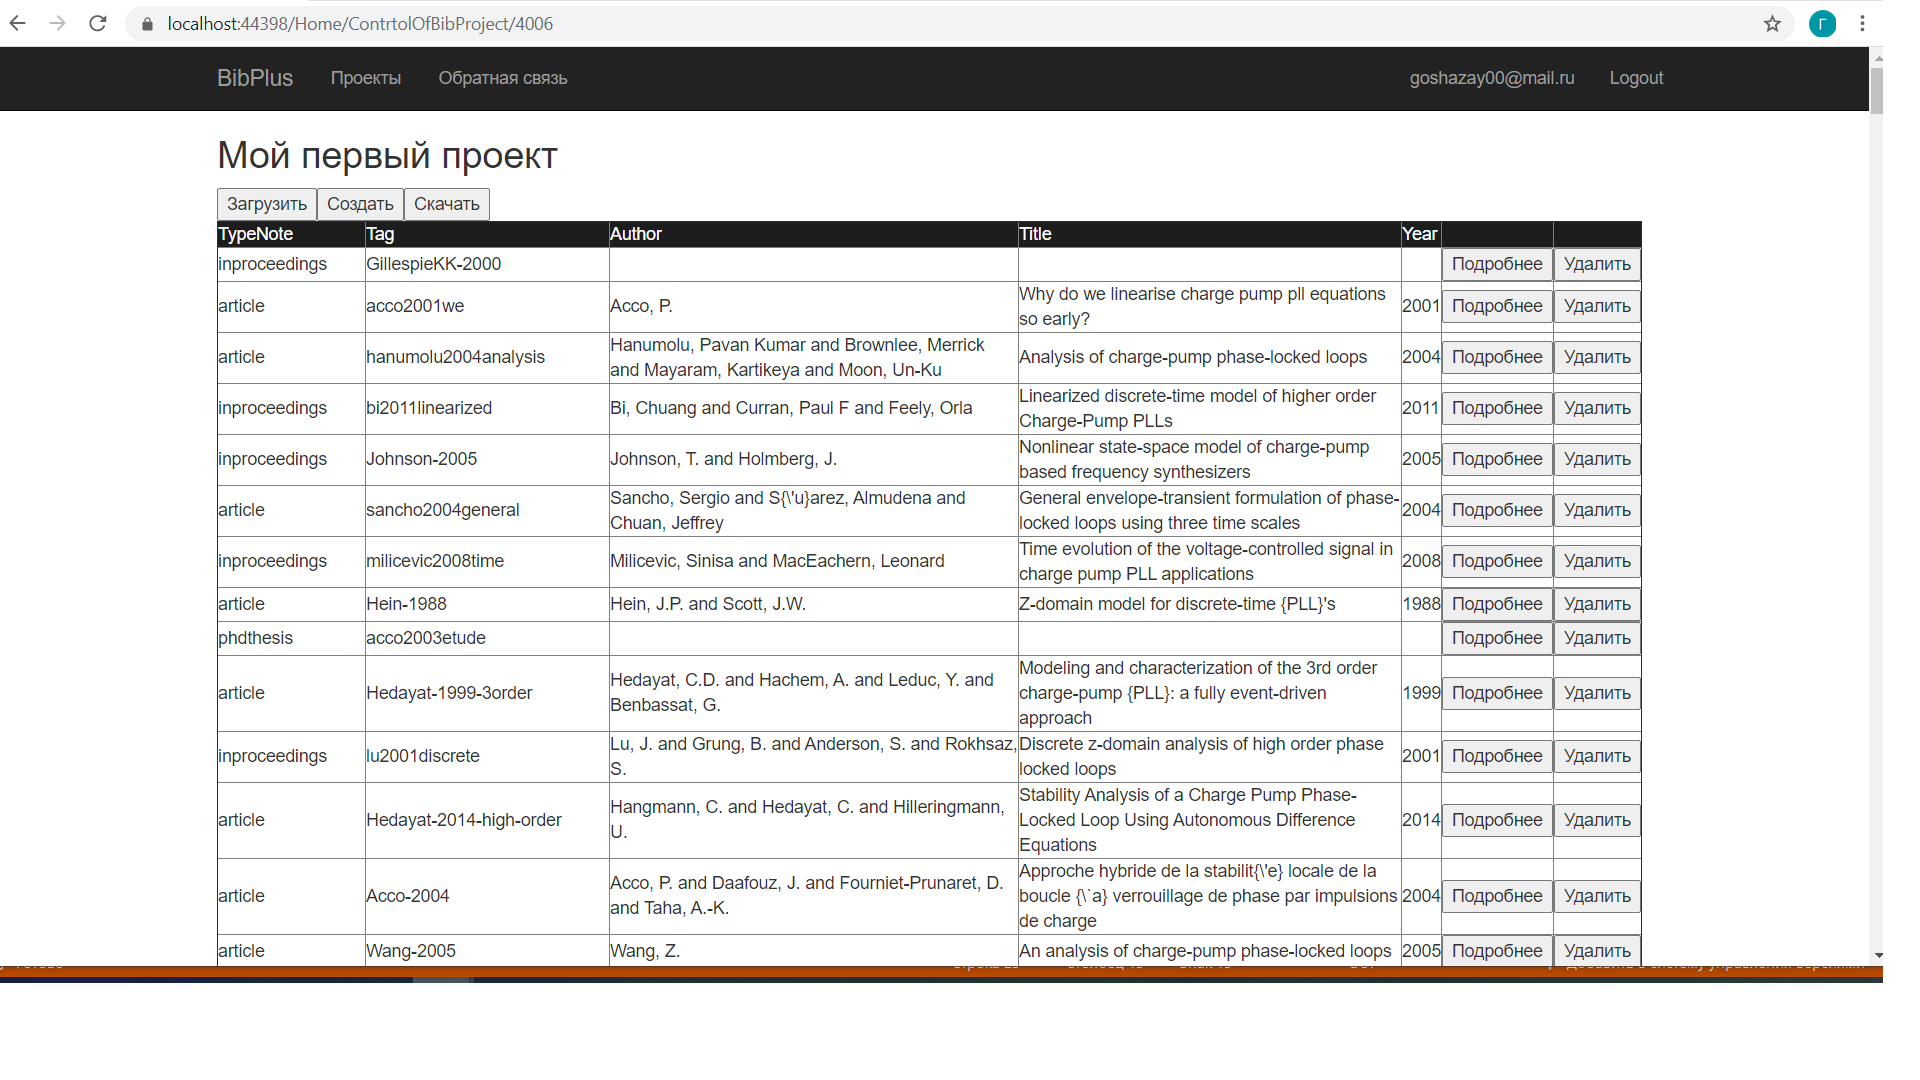 localhost:44398/Home/ContrtolOfBibProject/4006
Г
BibPlus Проекты Обратная связь goshazay00@mail.ru Logout
Мой первый проект
Загрузить Создать Скачать
TypeNote Tag Author Title Year
inproceedings GillespieKK-2000 Подробнее Удалить
article acco2001we Acco, P. Why do we linearise charge pump pll equations
so early? 2001 Подробнее Удалить
article hanumolu2004analysis Hanumolu, Pavan Kumar and Brownlee, Merrick
and Mayaram, Kartikeya and Moon, Un-Ku Analysis of charge-pump phase-locked loops 2004 Подробнее Удалить
inproceedings bi2011linearized Bi, Chuang and Curran, Paul F and Feely, Orla Linearized discrete-time model of higher order
Charge-Pump PLLs 2011 Подробнее Удалить
inproceedings Johnson-2005 Johnson, T. and Holmberg, J. Nonlinear state-space model of charge-pump
based frequency synthesizers 2005 Подробнее Удалить
article sancho2004general Sancho, Sergio and S{\'u}arez, Almudena and
Chuan, Jeffrey General envelope-transient formulation of phase-
locked loops using three time scales 2004 Подробнее Удалить
inproceedings milicevic2008time Milicevic, Sinisa and MacEachern, Leonard Time evolution of the voltage-controlled signal in
charge pump PLL applications 2008 Подробнее Удалить
article Hein-1988 Hein, J.P. and Scott, J.W. Z-domain model for discrete-time {PLL}'s 1988 Подробнее Удалить
phdthesis acco2003etude Подробнее Удалить
article Hedayat-1999-3order Hedayat, C.D. and Hachem, A. and Leduc, Y. and
Benbassat, G. Modeling and characterization of the 3rd order
charge-pump {PLL}: a fully event-driven
approach 1999 Подробнее Удалить
inproceedings lu2001discrete Lu, J. and Grung, B. and Anderson, S. and Rokhsaz,
S. Discrete z-domain analysis of high order phase
locked loops 2001 Подробнее Удалить
article Hedayat-2014-high-order Hangmann, C. and Hedayat, C. and Hilleringmann,
U. Stability Analysis of a Charge Pump Phase-
Locked Loop Using Autonomous Difference
Equations 2014 Подробнее Удалить
article Acco-2004 Acco, P. and Daafouz, J. and Fourniet-Prunaret, D.
and Taha, A.-K. Approche hybride de la stabilit{\'e} locale de la
boucle {\`a} verrouillage de phase par impulsions
de charge 2004 Подробнее Удалить
article Wang-2005 Wang, Z. An analysis of charge-pump phase-locked loops 2005 Подробнее Удалить